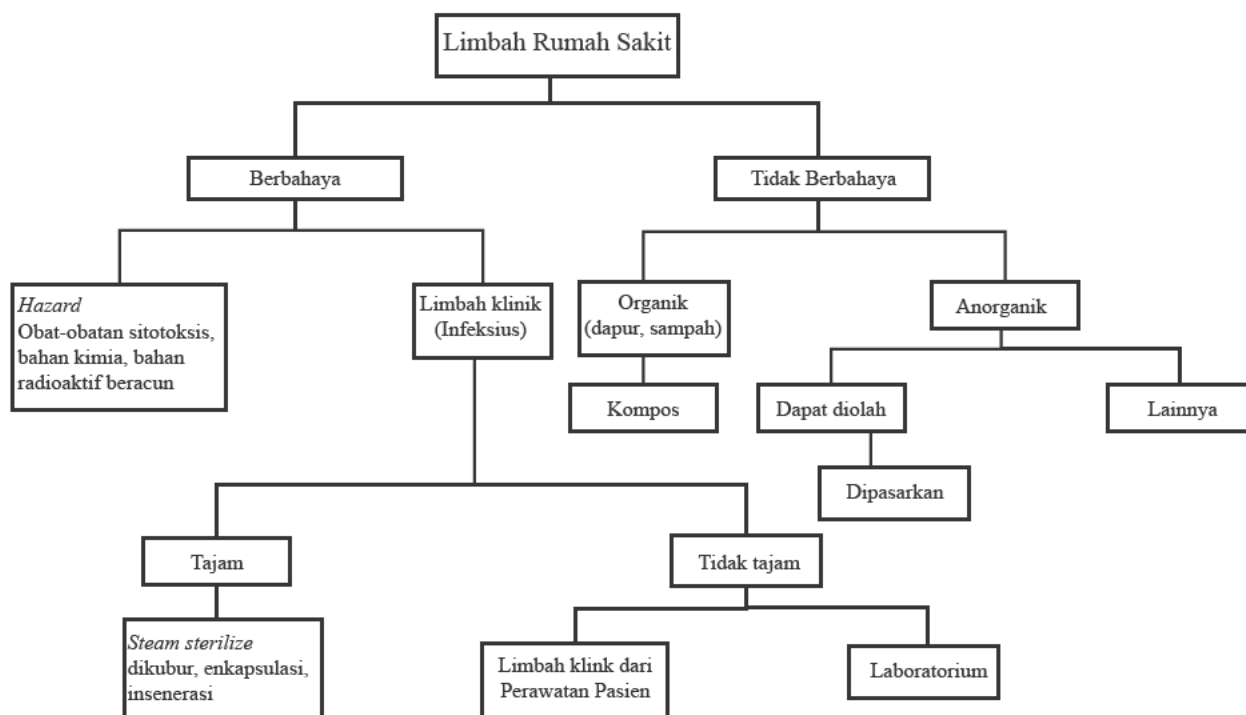 Limbah Rumah Sakit
Berbahaya
Tidak Berbahaya
Hazard
Obat-obatan sitotoksis,
bahan kimia, bahan
radioaktif beracun
Limbah klinik
(Infeksius)
Organik
(dapur, sampah)
Anorganik
Kompos
Dapat diolah
Lainnya
Dipasarkan
Tajam
Tidak tajam
Steam sterilize
dikubur, enkapsulasi,
insenerasi
Limbah klink dari
Perawatan Pasien
Laboratorium